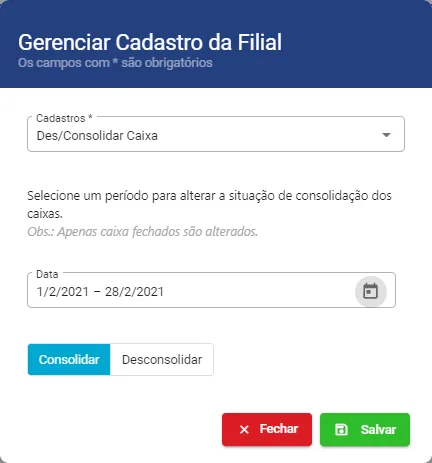 Gerenciar Cadastro da Filial
Os campos com * são obrigatórios
Cadastros *
Des/Consolidar Caixa
Selecione um período para alterar a situação de consolidação dos
caixas.
Obs.: Apenas caixa fechados são alterados.
Data
1/2/2021 – 28/2/2021
Consolidar Desconsolidar
Fechar Salvar